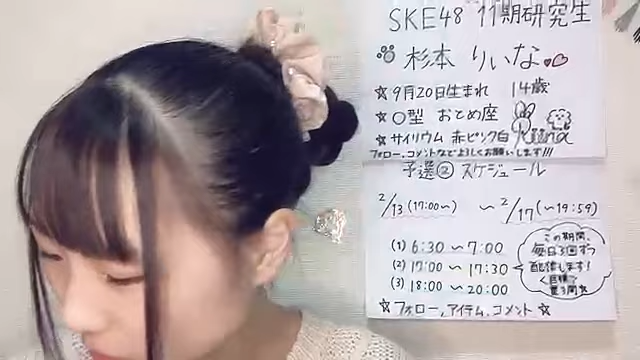 SKE48 11期研究生
杉本 りいな
☆9月20日生まれ 14歳
☆O型 おとめ座
☆サイリウム 赤ピンク白 Riina
フォロー、コメントなどよろしくお願いします!!!
予選② スケジュール
2/13(17:00〜) 〜 2/17(〜19:59)
(1) 6:30 〜 7:00
(2) 17:00 〜 17:30
(3) 18:00 〜 20:00
この期間、
毎日3回ずつ
配信します!
☆フォロー、アイテム、コメント☆